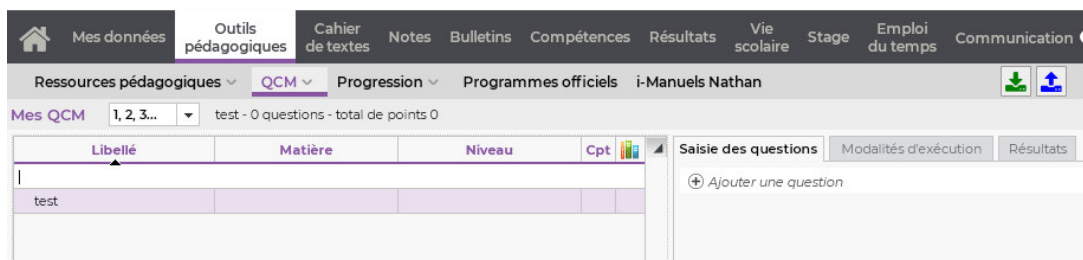 Mes données
Outils
pédagogiques
Cahier
de textes
Notes
Bulletins
Compétences
Résultats
Vie
scolaire
Stage
Emploi
du temps
Communication
Ressources pédagogiques
QCM
Progression
Programmes officiels
i-Manuels Nathan
Mes QCM
1, 2, 3...
test - 0 questions - total de points 0
Libellé
Matière
Niveau
Cpt
Saisie des questions
Modalités d'exécution
Résultats
Ajouter une question
test